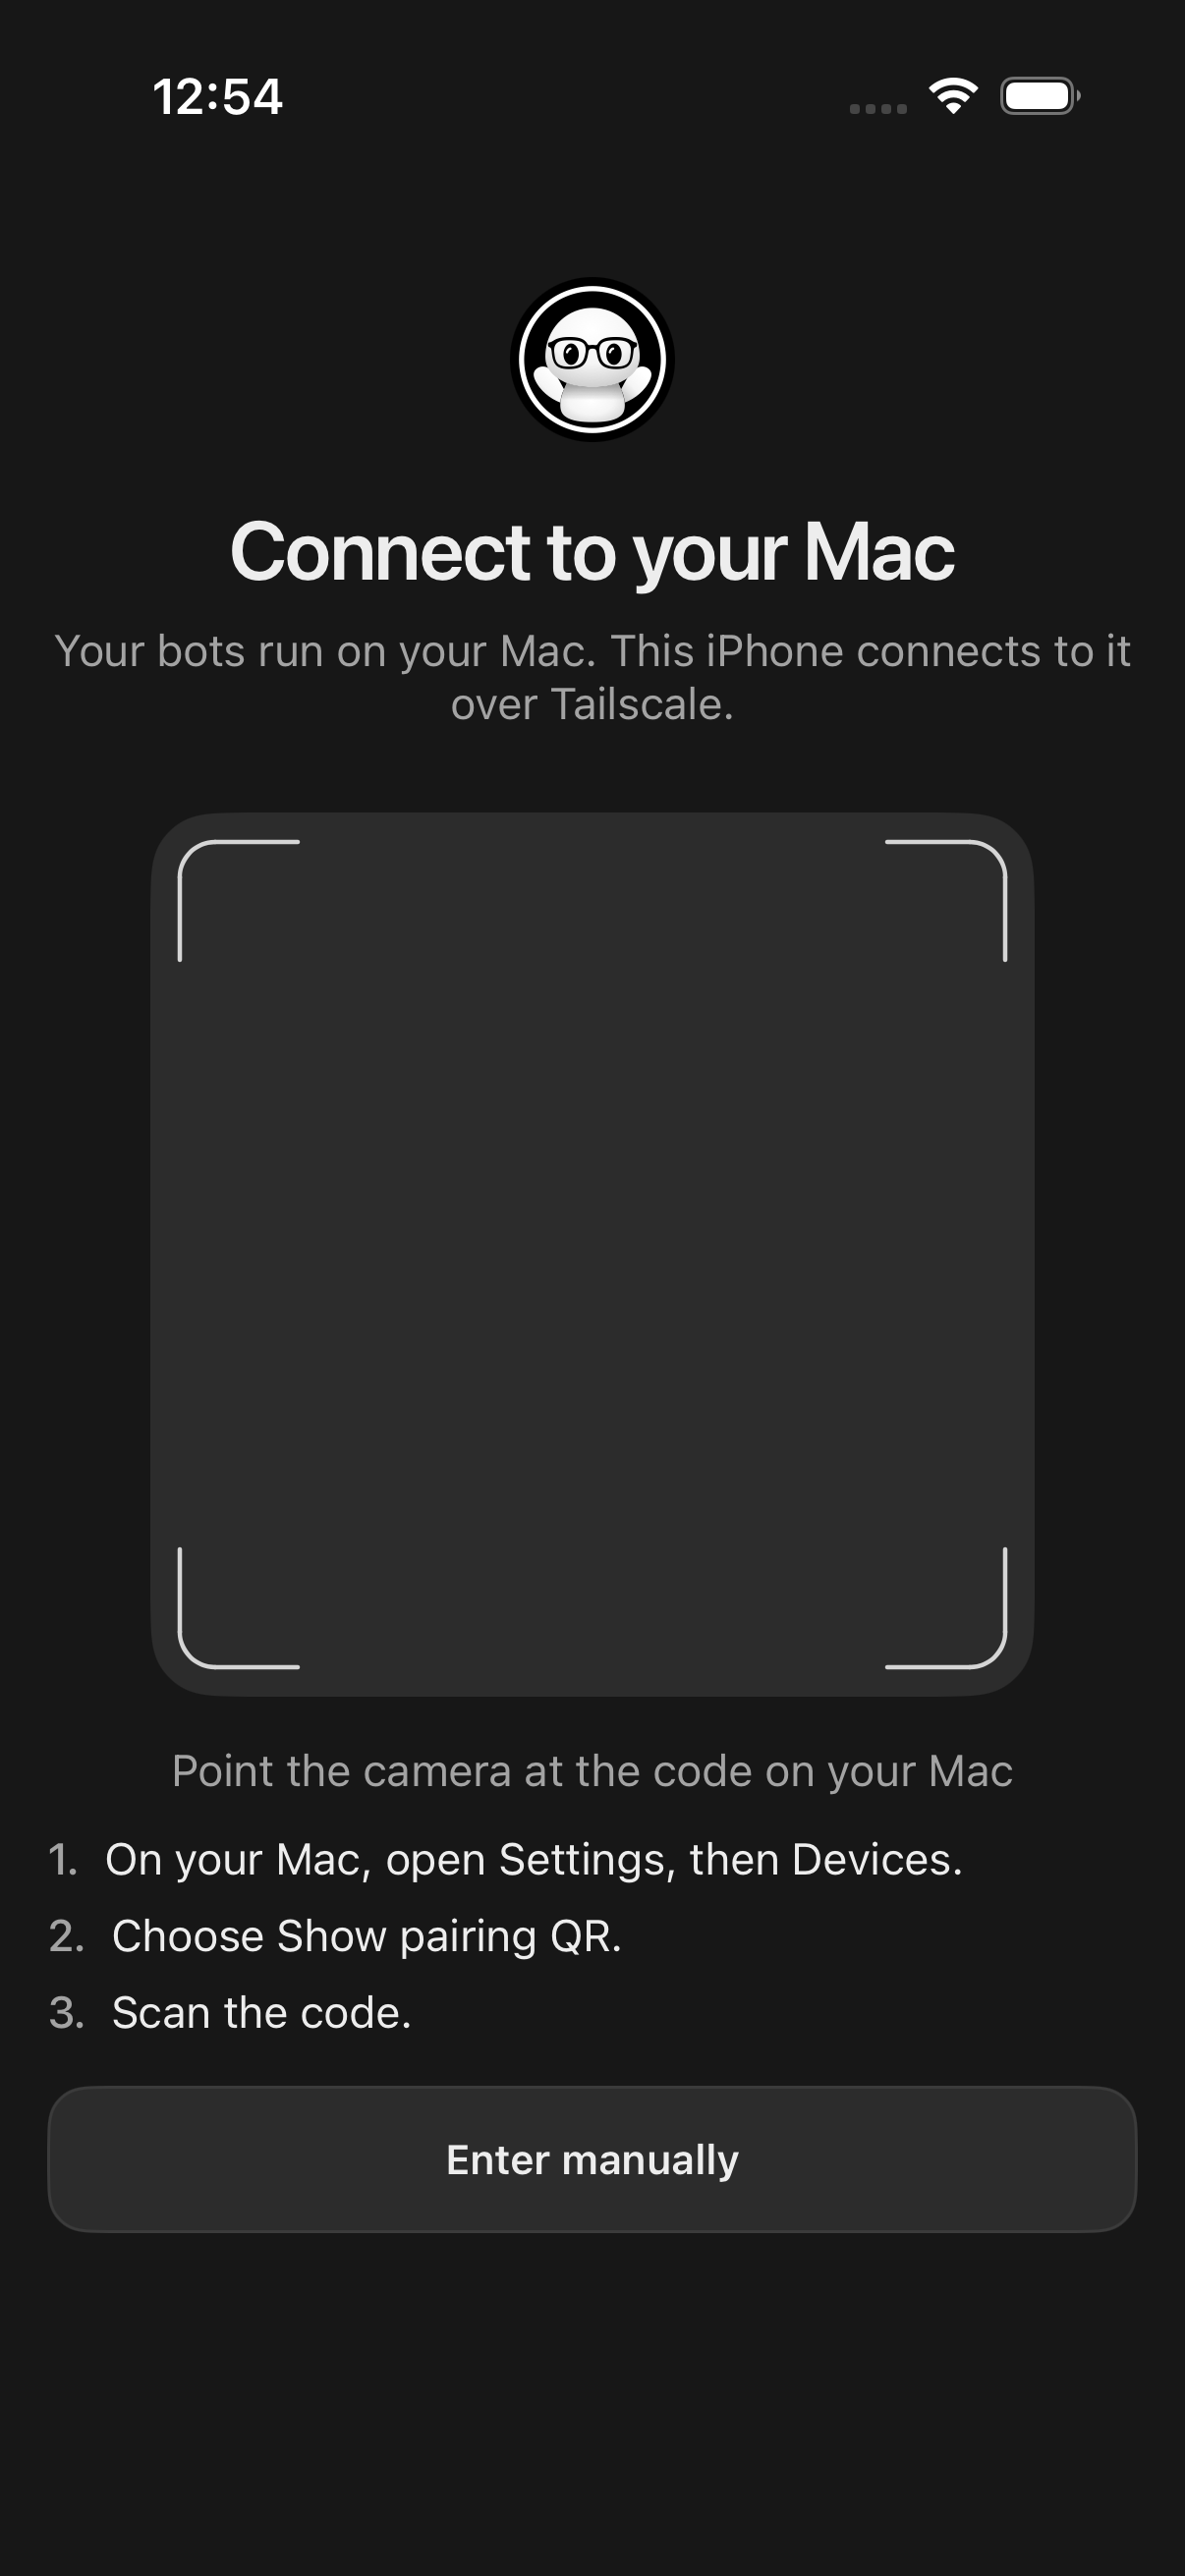 12:54
Connect to your Mac
Your bots run on your Mac. This iPhone connects to it
over Tailscale.
Point the camera at the code on your Mac
1. On your Mac, open Settings, then Devices.
2. Choose Show pairing QR.
3. Scan the code.
Enter manually